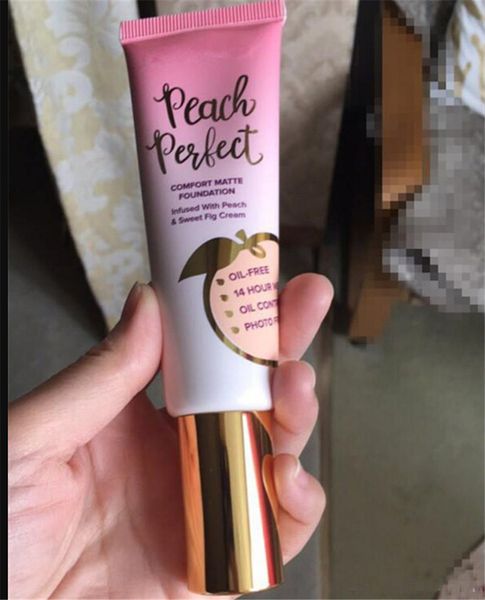 Peach
Perfect
COMFORT MATTE
FOUNDATION
Infused With Peach
& Sweet Fig Cream
OIL-FREE
14 HOUR
OIL
PHOTO